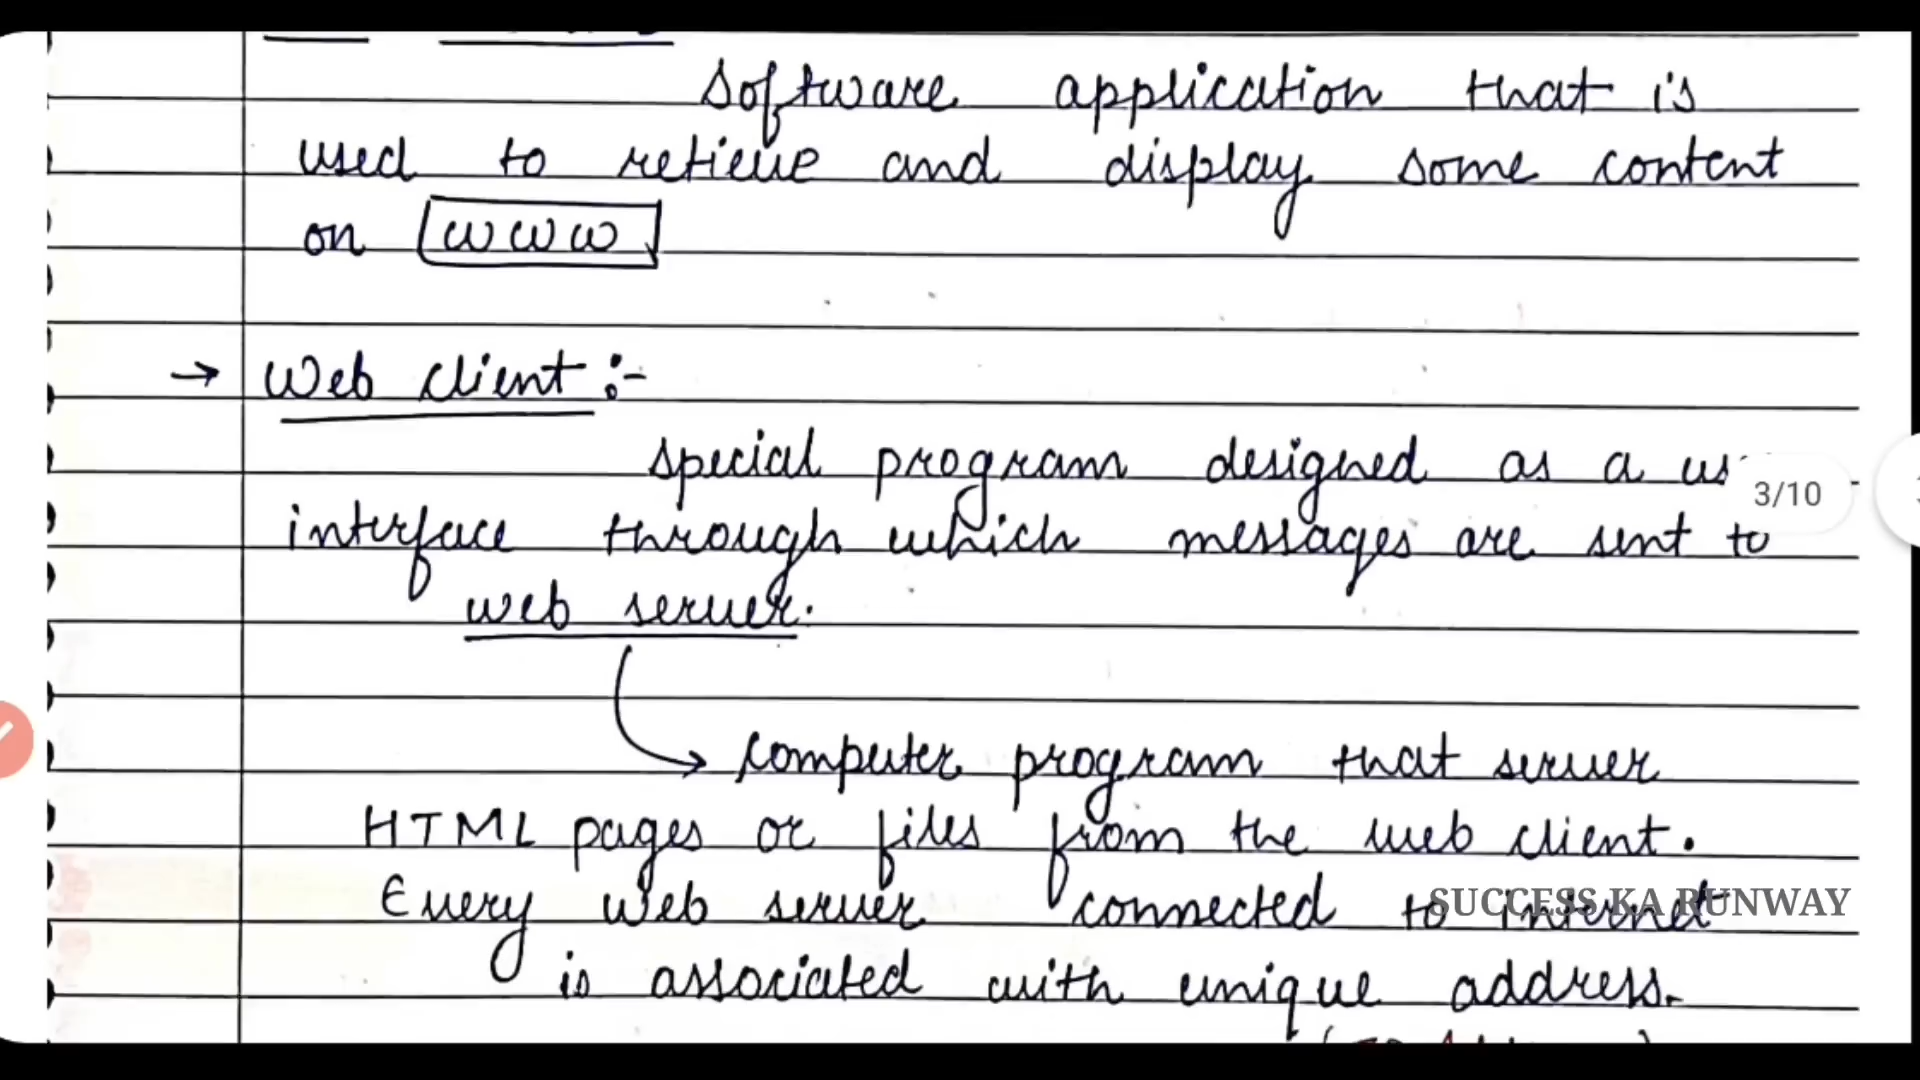 Software application that is
used to retieve and display some content
on WWW
→ Web client :-
special program designed as a
interface through which messages are sent to
web server.
→ computer program that server
HTML pages or files from the web client.
Every web server connected to internet
is associated with unique address.
3/10
SUCCESS KA RUNWAY